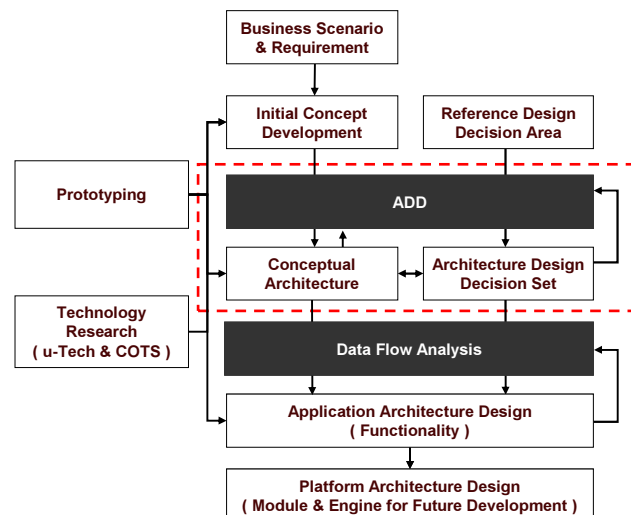 Business Scenario
& Requirement
Initial Concept
Development
Reference Design
Decision Area
Prototyping
ADD
Conceptual
Architecture
Architecture Design
Decision Set
Technology
Research
( u-Tech & COTS )
Data Flow Analysis
Application Architecture Design
( Functionality )
Platform Architecture Design
( Module & Engine for Future Development )